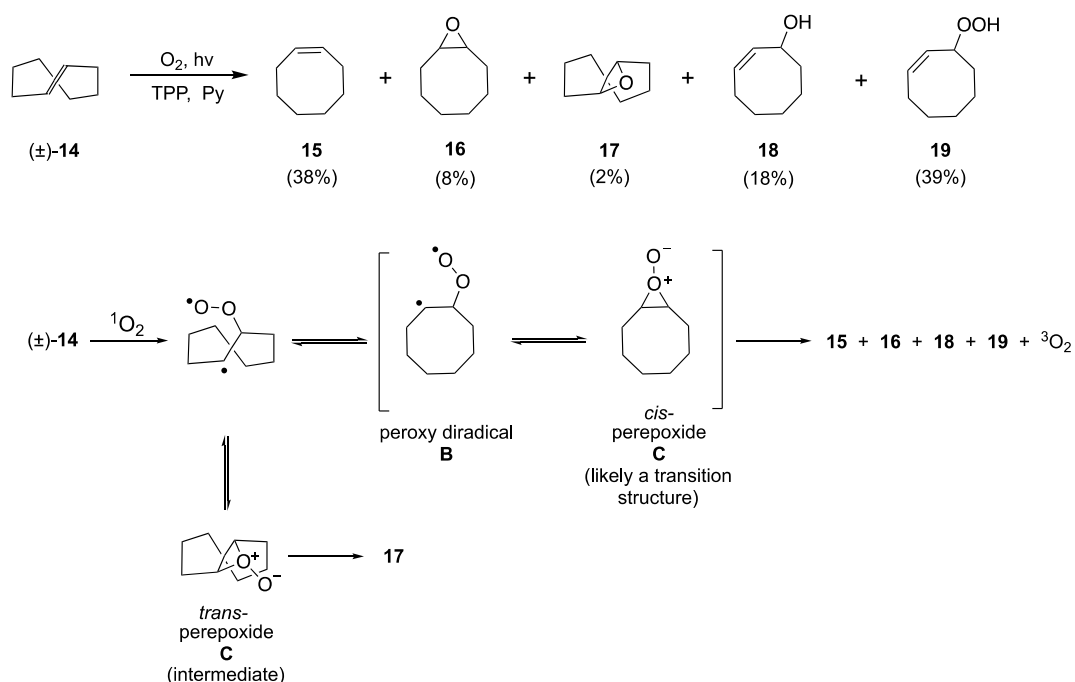 O OH OOH
O₂, hν
TPP, Py
+ + O + +
(±)-14 15 16 17 18 19
(38%) (8%) (2%) (18%) (39%)
•O–O •O O O⁻ O⁺
(±)-14 ¹O₂ • • 15 + 16 + 18 + 19 + ³O₂
peroxy diradical
B
cis-
perepoxide
C
(likely a transition
structure)
O⁺ O⁻ 17
trans-
perepoxide
C
(intermediate)